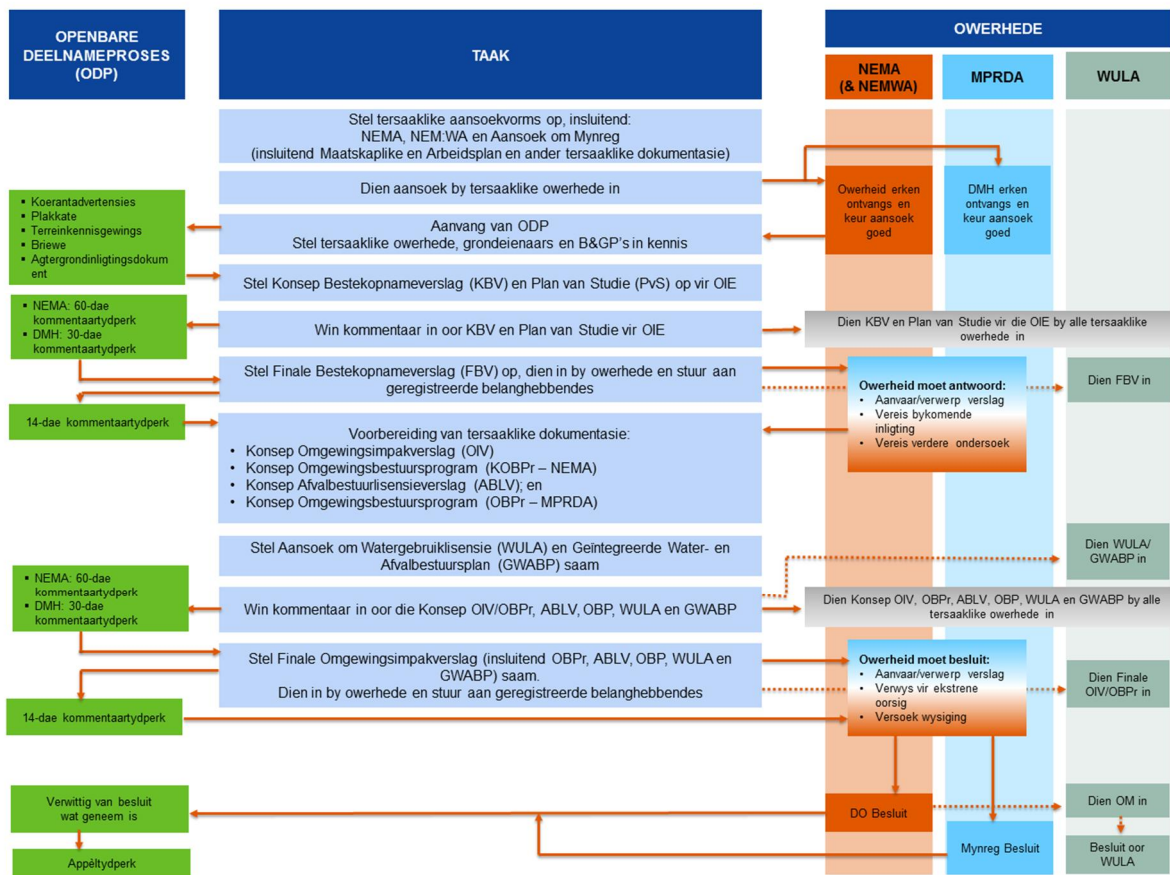 OPENBARE
DEELNAMEPROSES
(ODP)
TAAK
OWERHEDE
NEMA
(& NEMWA)
MPRDA
WULA
Stel tersaaklike aansoekvorms op, insluitend:
NEMA, NEM:WA en Aansoek om Mynreg
(insluitend Maatskaplike en Arbeidsplan en ander tersaaklike dokumentasie)
Dien aansoek by tersaaklike owerhede in
Owerheid erken
ontvangs en
keur aansoek
goed
DMH erken
ontvangs en
keur aansoek
goed
▪ Koerantadvertensies
▪ Plakkate
▪ Terreinkennisgewings
▪ Briewe
▪ Agtergrondinligtingsdokum
ent
Aanvang van ODP
Stel tersaaklike owerhede, grondeienaars en B&GP's in kennis
Stel Konsep Bestekopnameverslag (KBV) en Plan van Studie (PvS) op vir OIE
▪ NEMA: 60-dae
kommentaartydperk
▪ DMH: 30-dae
kommentaartydperk
Win kommentaar in oor KBV en Plan van Studie vir OIE
Dien KBV en Plan van Studie vir die OIE by alle tersaaklike
owerhede in
Stel Finale Bestekopnameverslag (FBV) op, dien in by owerhede en stuur aan
geregistreerde belanghebbendes
Owerheid moet antwoord:
• Aanvaar/verwerp verslag
• Vereis bykomende
inligting
• Vereis verdere ondersoek
Dien FBV in
14-dae kommentaartydperk
Voorbereiding van tersaaklike dokumentasie:
• Konsep Omgewingsimpakverslag (OIV)
• Konsep Omgewingsbestuursprogram (KOBPr – NEMA)
• Konsep Afvalbestuurlisensieverslag (ABLV); en
• Konsep Omgewingsbestuursprogram (OBPr – MPRDA)
Stel Aansoek om Watergebruiklisensie (WULA) en Geïntegreerde Water- en
Afvalbestuursplan (GWABP) saam
Dien WULA/
GWABP in
▪ NEMA: 60-dae
kommentaartydperk
▪ DMH: 30-dae
kommentaartydperk
Win kommentaar in oor die Konsep OIV/OBPr, ABLV, OBP, WULA en GWABP
Dien Konsep OIV, OBPr, ABLV, OBP, WULA en GWABP by alle
tersaaklike owerhede in
Stel Finale Omgewingsimpakverslag (insluitend OBPr, ABLV, OBP, WULA en
GWABP) saam.
Dien in by owerhede en stuur aan geregistreerde belanghebbendes
Owerheid moet besluit:
• Aanvaar/verwerp verslag
• Verwys vir ekstrene
oorsig
• Versoek wysiging
Dien Finale
OIV/OBPr in
14-dae kommentaartydperk
Verwittig van besluit
wat geneem is
DO Besluit
Dien OM in
Appèltydperk
Mynreg Besluit
Besluit oor
WULA